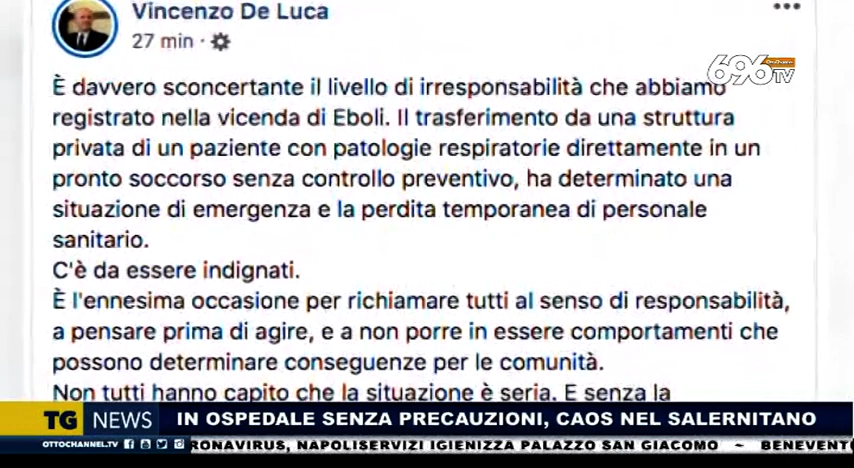 Vincenzo De Luca
27 min ·
696 TV
È davvero sconcertante il livello di irresponsabilità che abbiamo
registrato nella vicenda di Eboli. Il trasferimento da una struttura
privata di un paziente con patologie respiratorie direttamente in un
pronto soccorso senza controllo preventivo, ha determinato una
situazione di emergenza e la perdita temporanea di personale
sanitario.
C'è da essere indignati.
È l'ennesima occasione per richiamare tutti al senso di responsabilità,
a pensare prima di agire, e a non porre in essere comportamenti che
possono determinare conseguenze per le comunità.
Non tutti hanno capito che la situazione è seria. E senza la
TG NEWS IN OSPEDALE SENZA PRECAUZIONI, CAOS NEL SALERNITANO
OTTOCHANNEL.TV RONAVIRUS, NAPOLISERVIZI IGIENIZZA PALAZZO SAN GIACOMO ~ BENEVENT